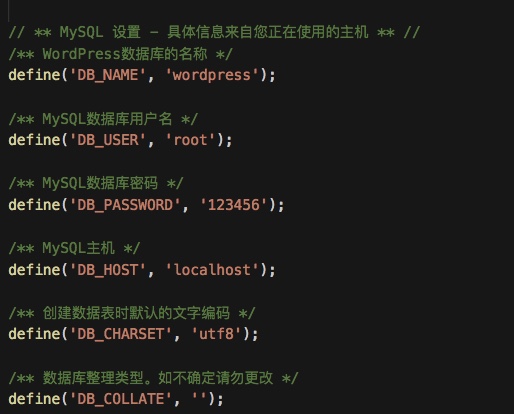 // ** MySQL 设置 - 具体信息来自您正在使用的主机 ** //
/** WordPress数据库的名称 */
define('DB_NAME', 'wordpress');
/** MySQL数据库用户名 */
define('DB_USER', 'root');
/** MySQL数据库密码 */
define('DB_PASSWORD', '123456');
/** MySQL主机 */
define('DB_HOST', 'localhost');
/** 创建数据表时默认的文字编码 */
define('DB_CHARSET', 'utf8');
/** 数据库整理类型。如不确定请勿更改 */
define('DB_COLLATE', '');